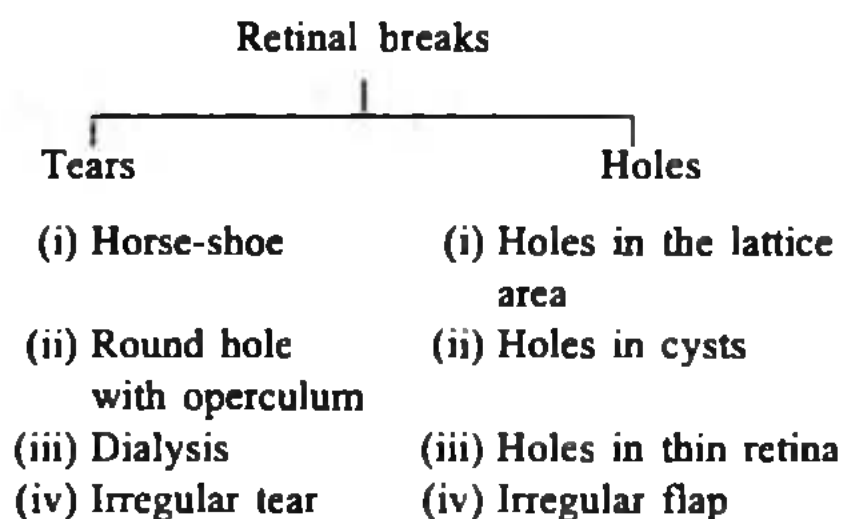 Retinal breaks
Tears
Holes
(i) Horse-shoe
(i) Holes in the lattice
area
(ii) Round hole
with operculum
(ii) Holes in cysts
(iii) Dialysis
(iii) Holes in thin retina
(iv) Irregular tear
(iv) Irregular flap